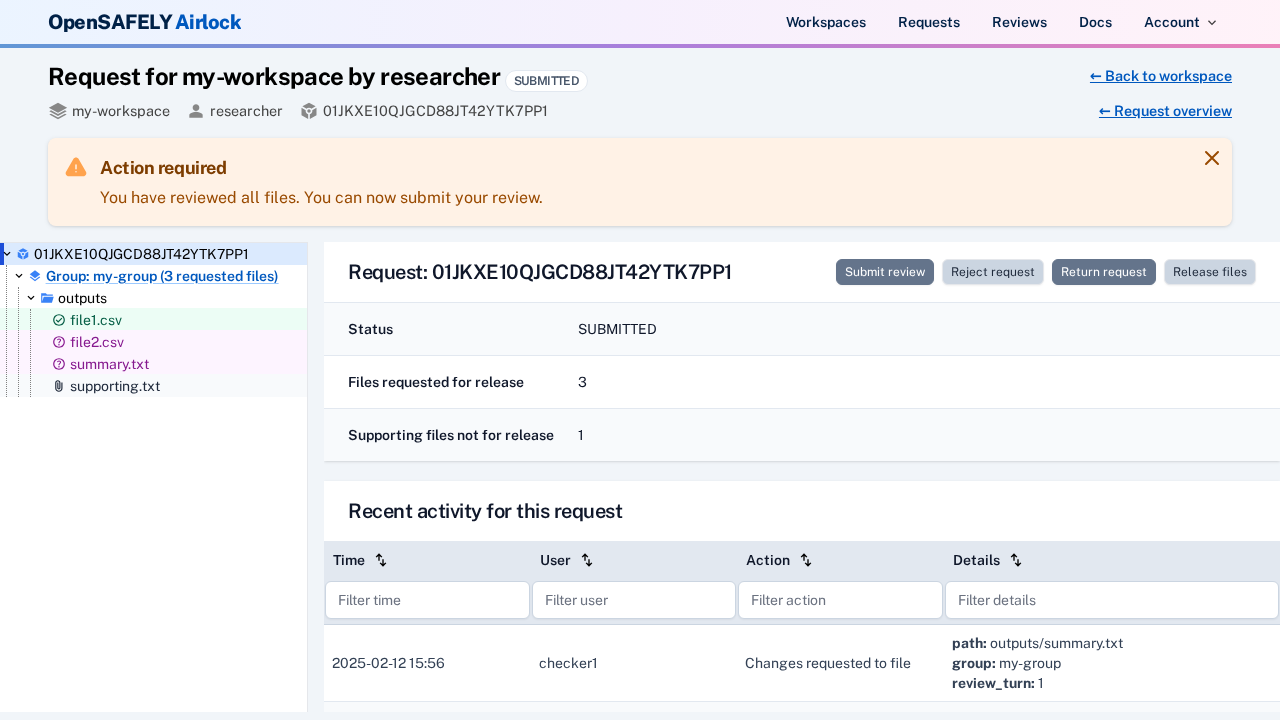 OpenSAFELY Airlock
Workspaces Requests Reviews Docs Account
Request for my-workspace by researcher SUBMITTED
← Back to workspace
my-workspace researcher 01JKXE10QJGCD88JT42YTK7PP1
← Request overview
Action required
You have reviewed all files. You can now submit your review.
01JKXE10QJGCD88JT42YTK7PP1
Group: my-group (3 requested files)
outputs
file1.csv
file2.csv
summary.txt
supporting.txt
Request: 01JKXE10QJGCD88JT42YTK7PP1
Submit review Reject request Return request Release files
Status SUBMITTED
Files requested for release 3
Supporting files not for release 1
Recent activity for this request
Time User Action Details
Filter time Filter user Filter action Filter details
2025-02-12 15:56 checker1 Changes requested to file
path: outputs/summary.txt
group: my-group
review_turn: 1